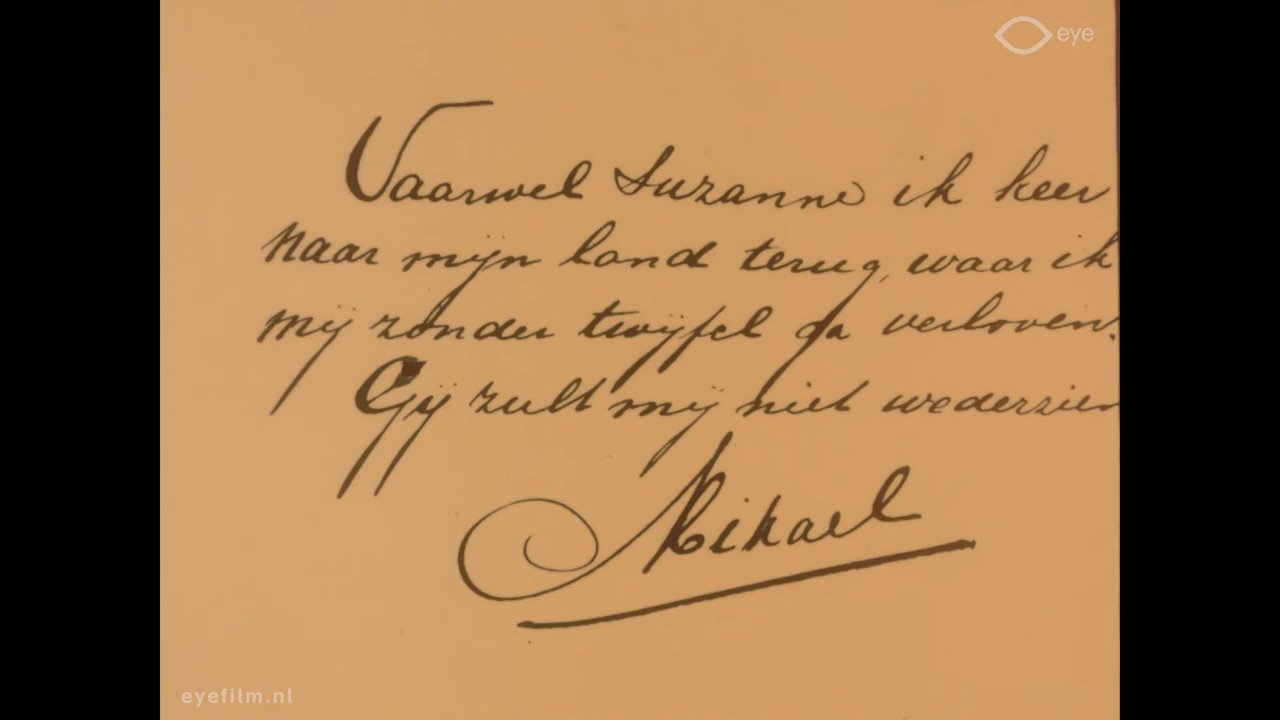 eye
Vaarwel Suzanne ik keer
naar mijn land terug, waar ik
mij zonder twijfel ga verloven.
Gij zult mij niet wederzien
Mikael
eyefilm.nl